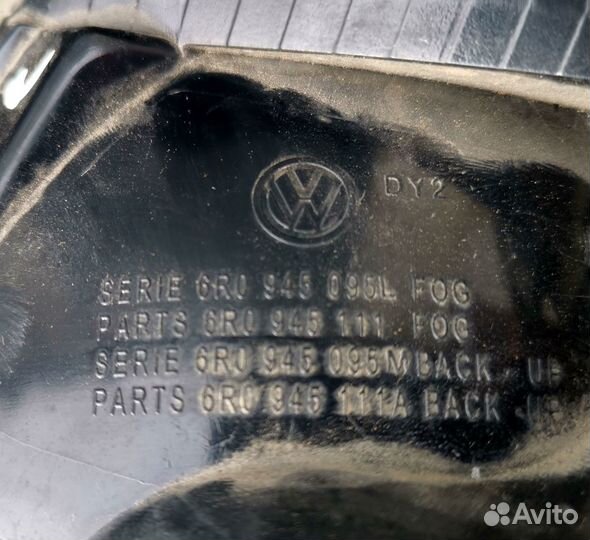 DY2
SERIE 6R0 945 095L FOG
PARTS 6R0 945 111 FOG
SERIE 6R0 945 095M BACK - UP
PARTS 6R0 945 111A BACK - UP
Avito